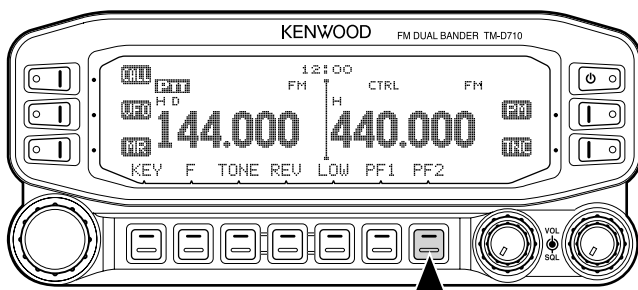 KENWOOD FM DUAL BANDER TM-D710
12:00
CALL PTT FM CTRL FM
H D H
VFO 144.000 440.000 PM
MR TNC
KEY F TONE REV LOW PF1 PF2
VOL
SQL